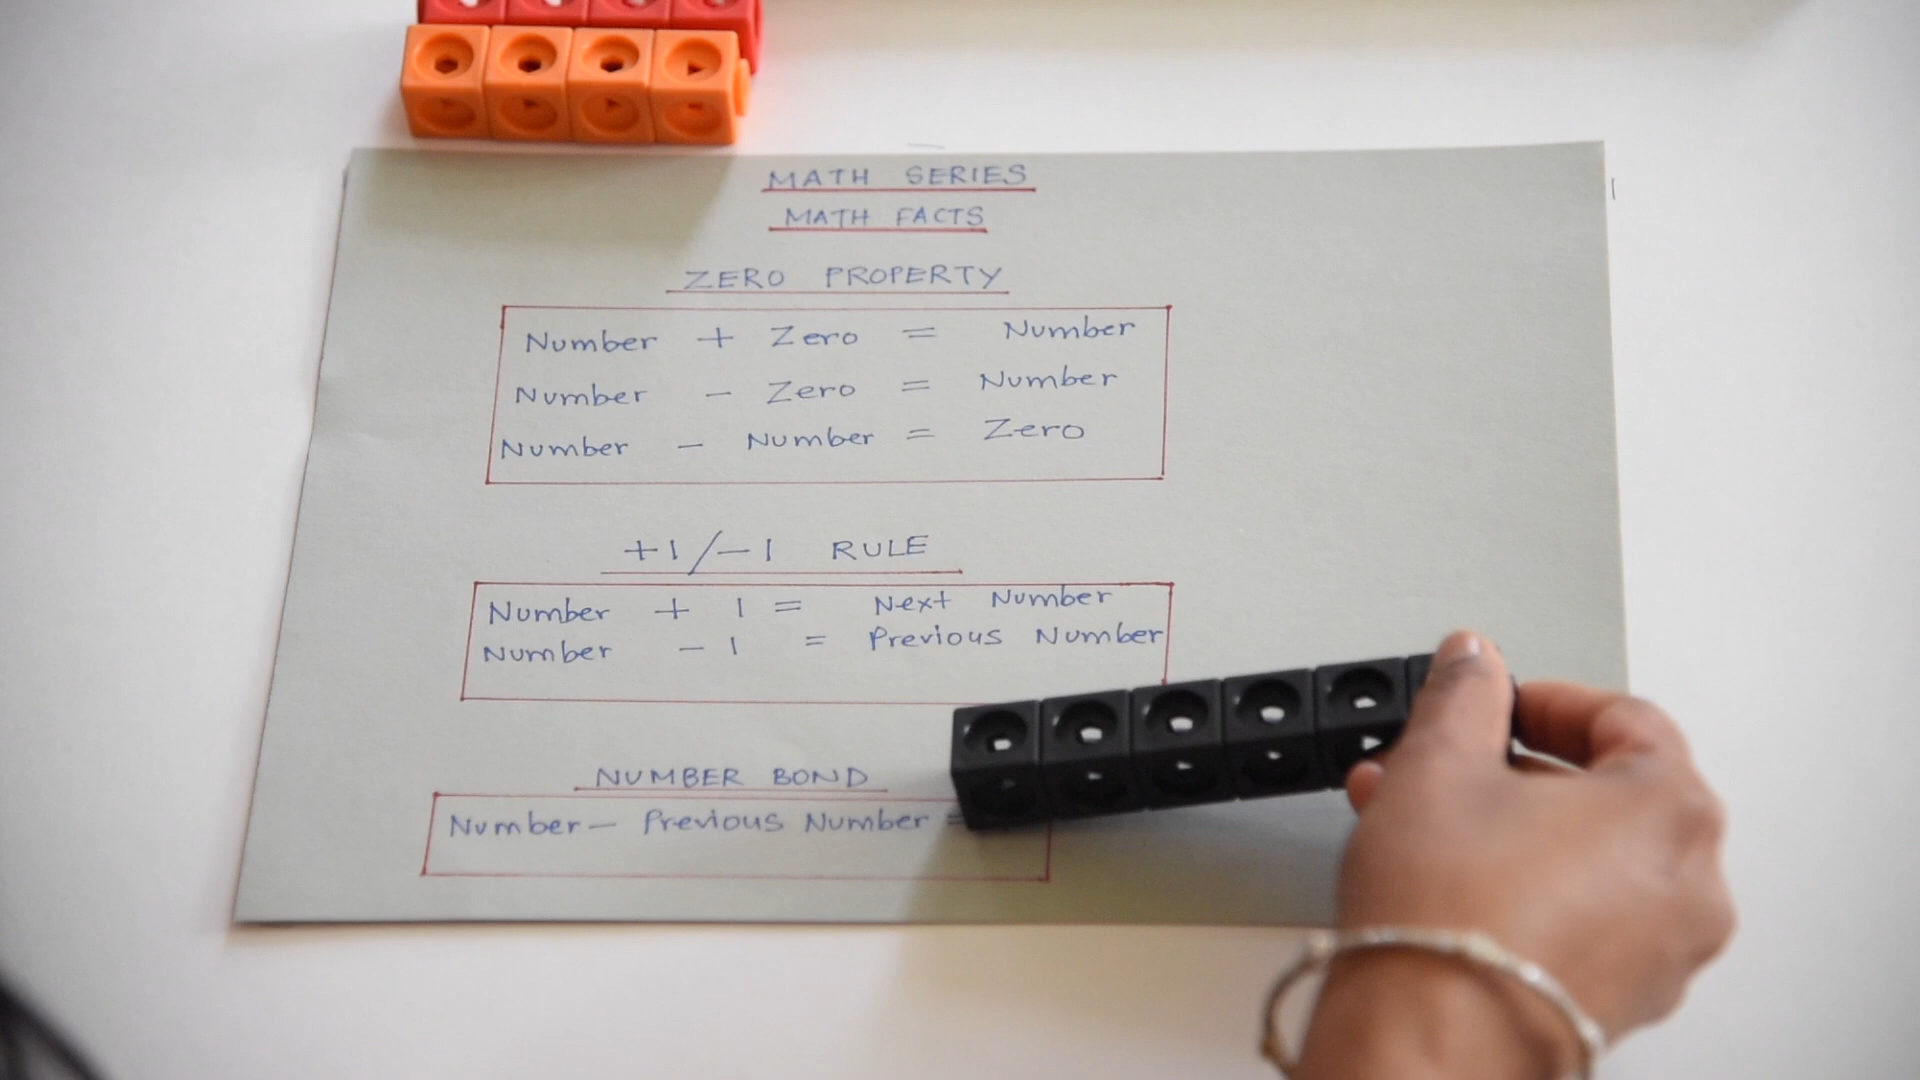 MATH SERIES
MATH FACTS
ZERO PROPERTY
Number + Zero = Number
Number - Zero = Number
Number - Number = Zero
+1/-1 RULE
Number + 1 = Next Number
Number - 1 = Previous Number
NUMBER BOND
Number - Previous Number =